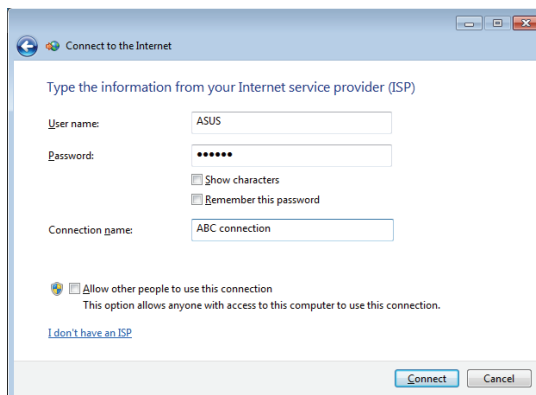 Connect to the Internet
Type the information from your Internet service provider (ISP)
User name: ASUS
Password: ••••••
Show characters
Remember this password
Connection name: ABC connection
Allow other people to use this connection
This option allows anyone with access to this computer to use this connection.
I don't have an ISP
Connect Cancel